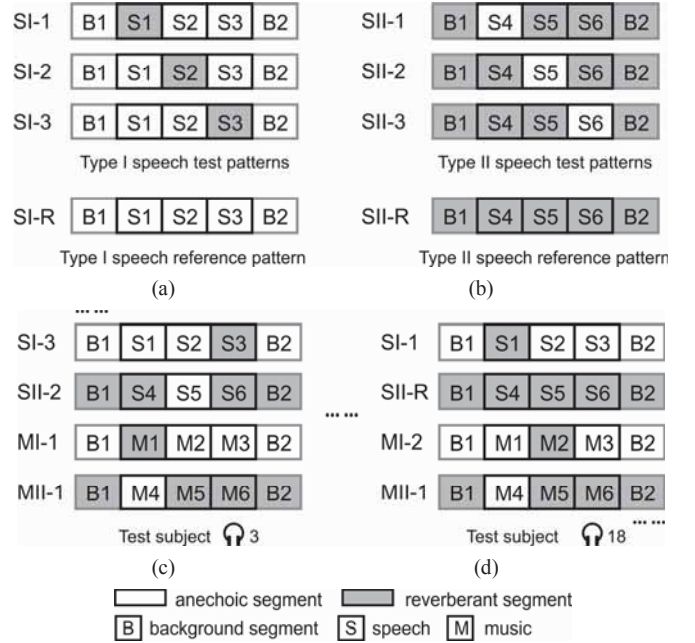 SI-1 B1 S1 S2 S3 B2
SI-2 B1 S1 S2 S3 B2
SI-3 B1 S1 S2 S3 B2
Type I speech test patterns
SI-R B1 S1 S2 S3 B2
Type I speech reference pattern
(a)
SII-1 B1 S4 S5 S6 B2
SII-2 B1 S4 S5 S6 B2
SII-3 B1 S4 S5 S6 B2
Type II speech test patterns
SII-R B1 S4 S5 S6 B2
Type II speech reference pattern
(b)
... ...
SI-3 B1 S1 S2 S3 B2
SII-2 B1 S4 S5 S6 B2
MI-1 B1 M1 M2 M3 B2
MII-1 B1 M4 M5 M6 B2
Test subject 3
(c)
... ...
SI-1 B1 S1 S2 S3 B2
SII-R B1 S4 S5 S6 B2
MI-2 B1 M1 M2 M3 B2
MII-1 B1 M4 M5 M6 B2
... ...
Test subject 18
(d)
anechoic segment reverberant segment
B background segment S speech M music